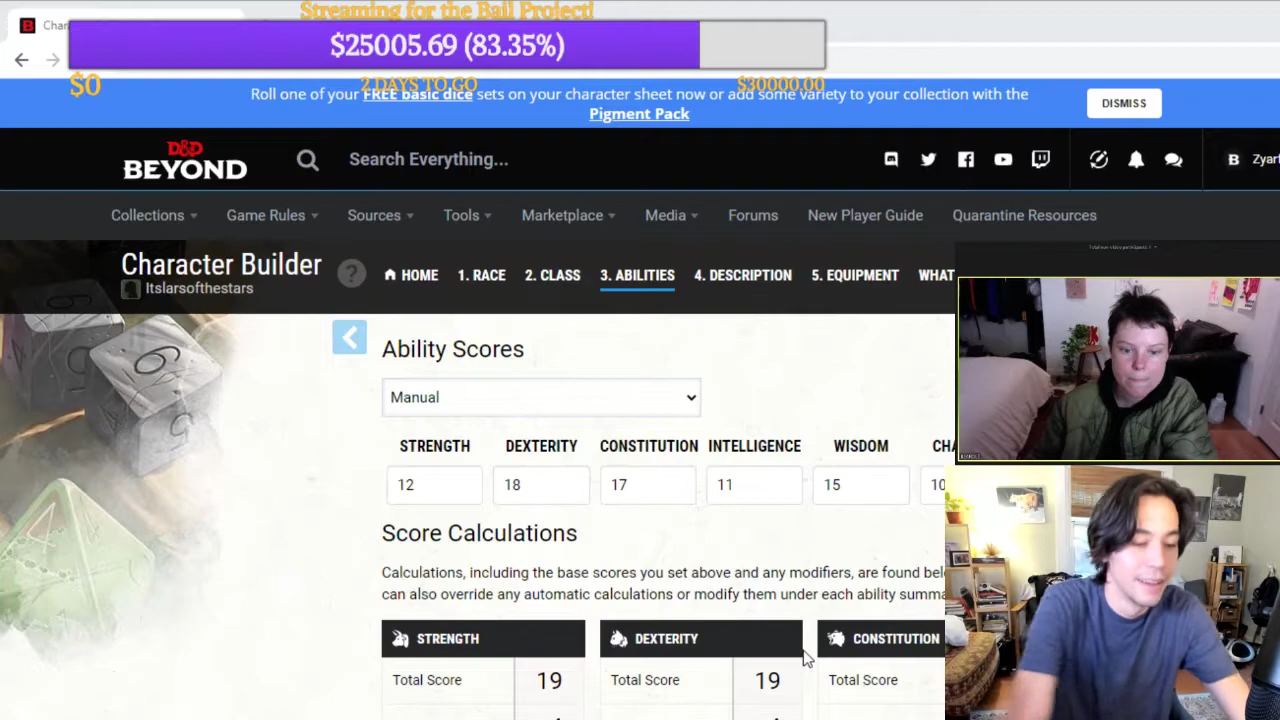 Streaming for the Bail Project!
$25005.69 (83.35%)
$0
2 DAYS TO GO
$30000.00
Roll one of your FREE basic dice sets on your character sheet now or add some variety to your collection with the
Pigment Pack
DISMISS
D&D
BEYOND
Search Everything...
Collections
Game Rules
Sources
Tools
Marketplace
Media
Forums
New Player Guide
Quarantine Resources
Character Builder
Itslarsofthestars
?
HOME
1. RACE
2. CLASS
3. ABILITIES
4. DESCRIPTION
5. EQUIPMENT
WHAT
Ability Scores
Manual
STRENGTH DEXTERITY CONSTITUTION INTELLIGENCE WISDOM
12 18 17 11 15 10
Score Calculations
Calculations, including the base scores you set above and any modifiers, are found
can also override any automatic calculations or modify them under each ability
STRENGTH DEXTERITY CONSTITUTION
Total Score 19 Total Score 19 Total Score